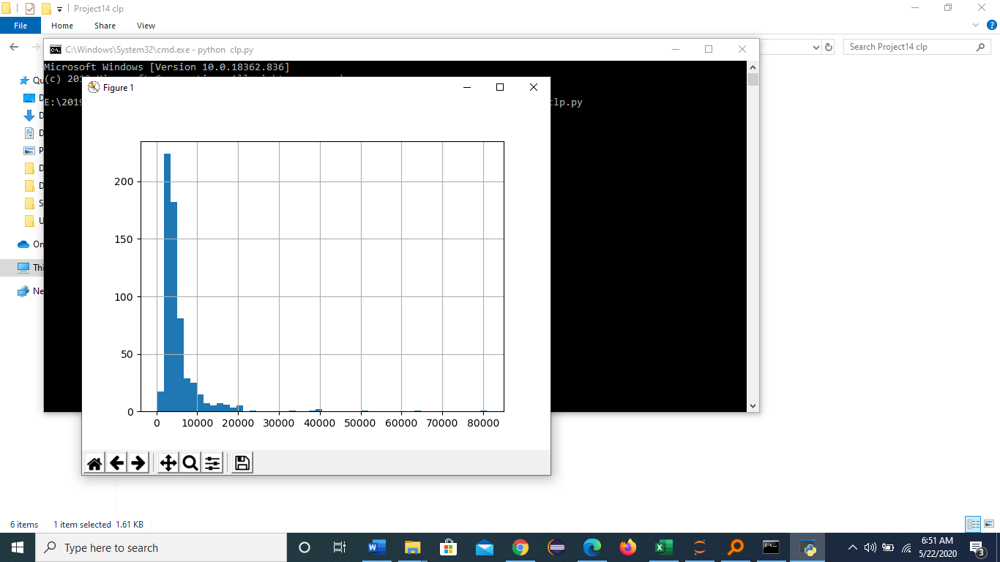 Project14 clp
File Home Share View
C:\Windows\System32\cmd.exe - python clp.py
Search Project14 clp
Microsoft Windows [Version 10.0.18362.836]
(c) 201
Figure 1
E:\2019
clp.py
200
150
100
50
0
0 10000 20000 30000 40000 50000 60000 70000 80000
Qu
D
D
D
P
D
D
S
U
On
Thi
Ne
6 items 1 item selected 1.61 KB
Type here to search
6:51 AM
5/22/2020
3